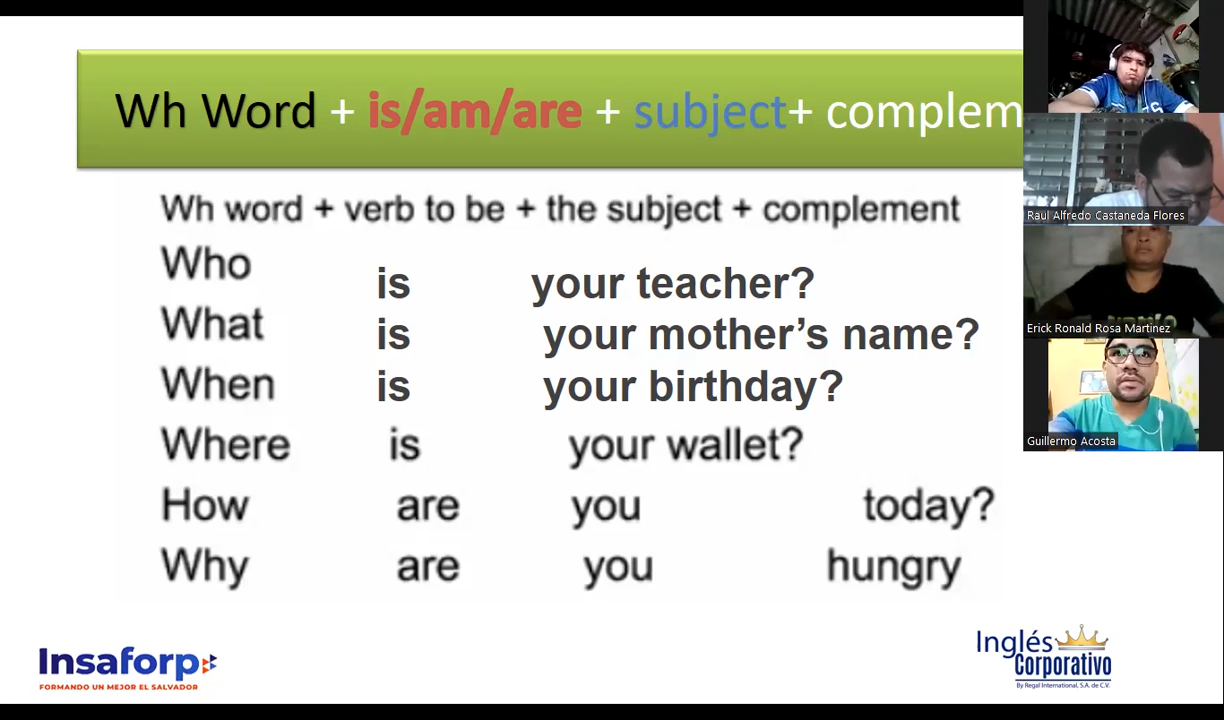 Wh Word + is/am/are + subject+ complem
Wh word + verb to be + the subject + complement
Who is your teacher?
What is your mother's name?
When is your birthday?
Where is your wallet?
How are you today?
Why are you hungry
Raul Alfredo Castaneda Flores
Erick Ronald Rosa Martinez
Guillermo Acosta
Insaforp
FORMANDO UN MEJOR EL SALVADOR
Inglés
Corporativo
By Regal International, S.A. de C.V.